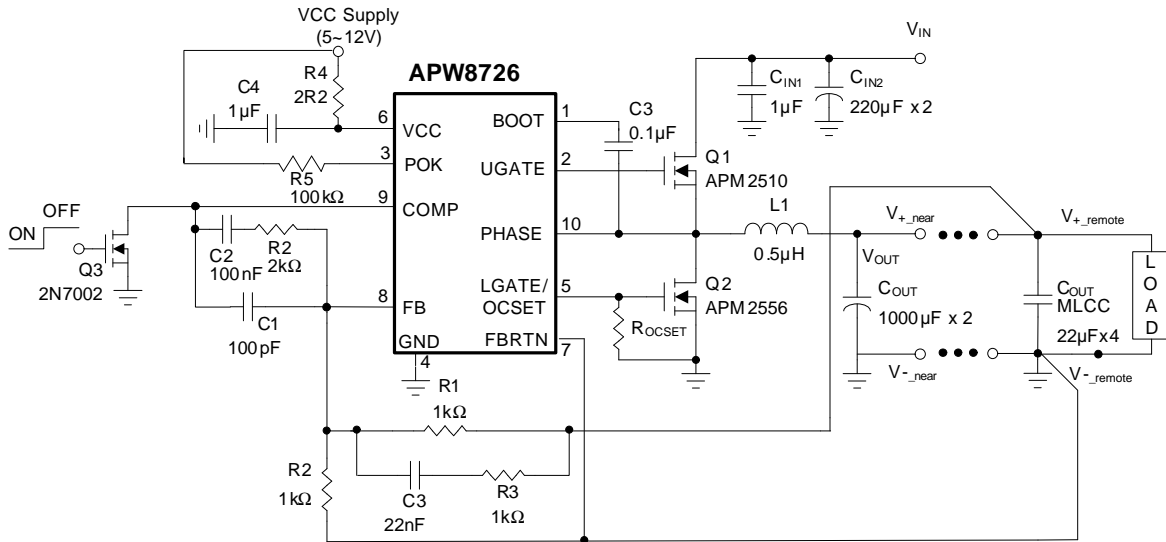 VCC Supply
(5~12V)
APW8726
R4
2R2
C4
1µF
6
VCC
3
POK
R5
100kΩ
9
COMP
OFF
ON
Q3
2N7002
C2
100nF
R2
2kΩ
8
FB
C1
100pF
GND
4
BOOT
1
UGATE
2
PHASE
10
LGATE/
OCSET
5
FBRTN
7
C3
0.1µF
VIN
CIN1
1µF
CIN2
220µF x 2
Q1
APM2510
L1
0.5µH
Q2
APM2556
ROCSET
V+_near
V+_remote
VOUT
COUT
1000µF x 2
COUT
MLCC
22µFx4
LOAD
V-_near
V-_remote
R1
1kΩ
R2
1kΩ
C3
22nF
R3
1kΩ